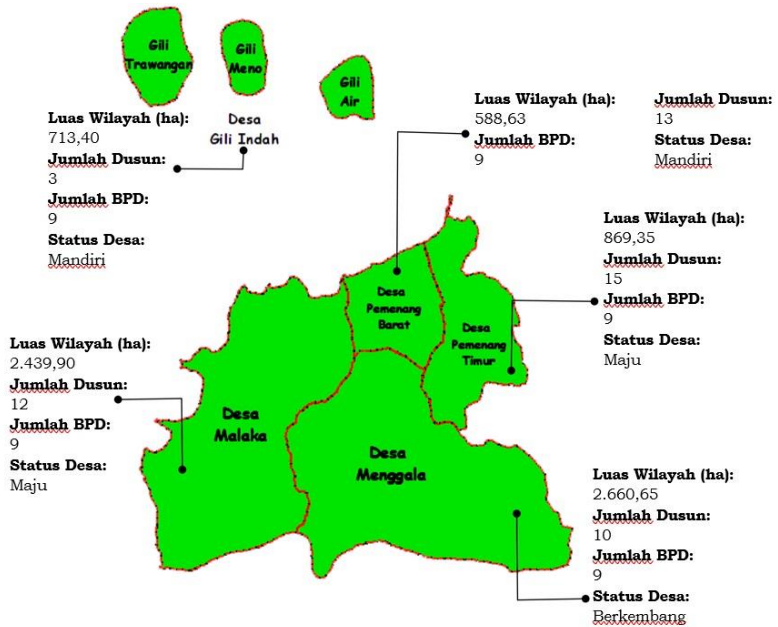 Gili
Trawangan
Gili
Meno
Gili
Air
Desa
Gili Indah
Luas Wilayah (ha):
713,40
Jumlah Dusun:
3
Jumlah BPD:
9
Status Desa:
Mandiri
Luas Wilayah (ha):
588,63
Jumlah BPD:
9
Jumlah Dusun:
13
Status Desa:
Mandiri
Luas Wilayah (ha):
869,35
Jumlah Dusun:
15
Jumlah BPD:
9
Status Desa:
Maju
Desa
Pemenang
Barat
Desa
Pemenang
Timur
Luas Wilayah (ha):
2.439,90
Jumlah Dusun:
12
Jumlah BPD:
9
Status Desa:
Maju
Desa
Malaka
Desa
Menggala
Luas Wilayah (ha):
2.660,65
Jumlah Dusun:
10
Jumlah BPD:
9
Status Desa:
Berkembang